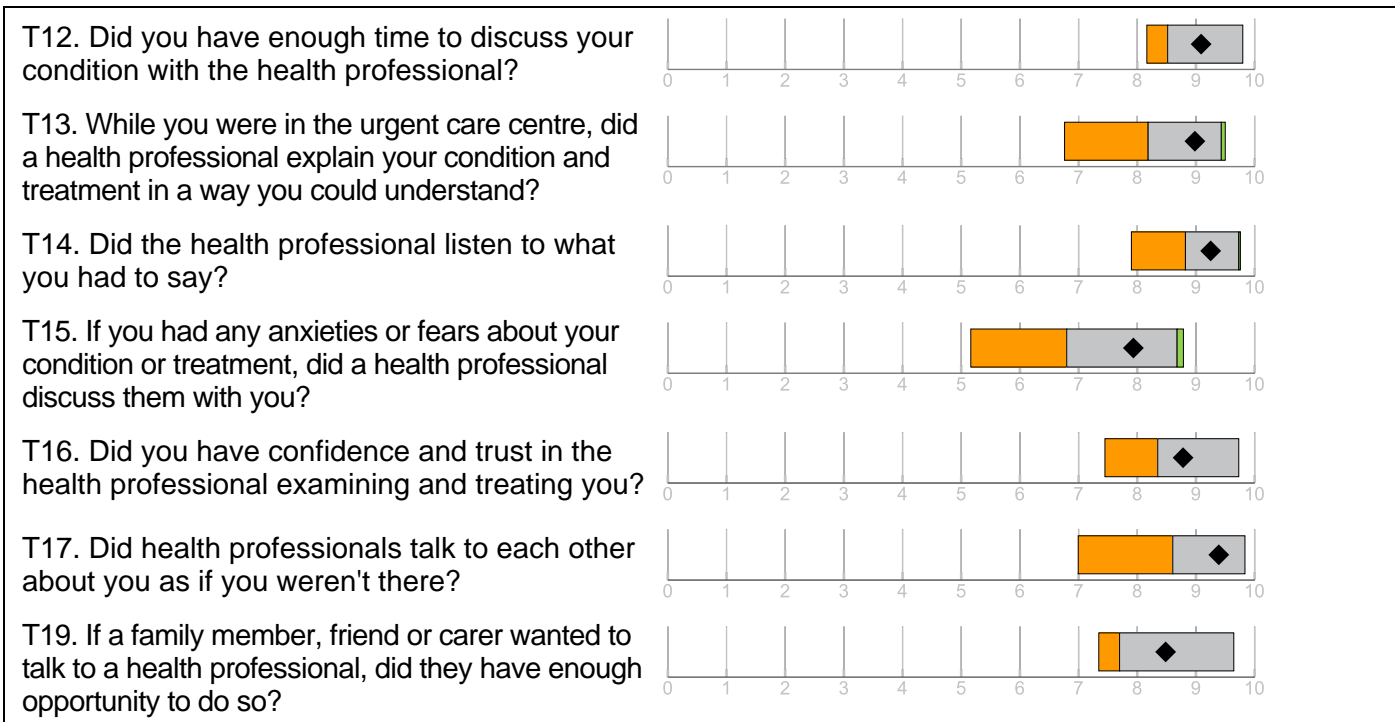 T12. Did you have enough time to discuss your
condition with the health professional?
0 1 2 3 4 5 6 7 8 9 10
T13. While you were in the urgent care centre, did
a health professional explain your condition and
treatment in a way you could understand?
0 1 2 3 4 5 6 7 8 9 10
T14. Did the health professional listen to what
you had to say?
0 1 2 3 4 5 6 7 8 9 10
T15. If you had any anxieties or fears about your
condition or treatment, did a health professional
discuss them with you?
0 1 2 3 4 5 6 7 8 9 10
T16. Did you have confidence and trust in the
health professional examining and treating you?
0 1 2 3 4 5 6 7 8 9 10
T17. Did health professionals talk to each other
about you as if you weren't there?
0 1 2 3 4 5 6 7 8 9 10
T19. If a family member, friend or carer wanted to
talk to a health professional, did they have enough
opportunity to do so?
0 1 2 3 4 5 6 7 8 9 10